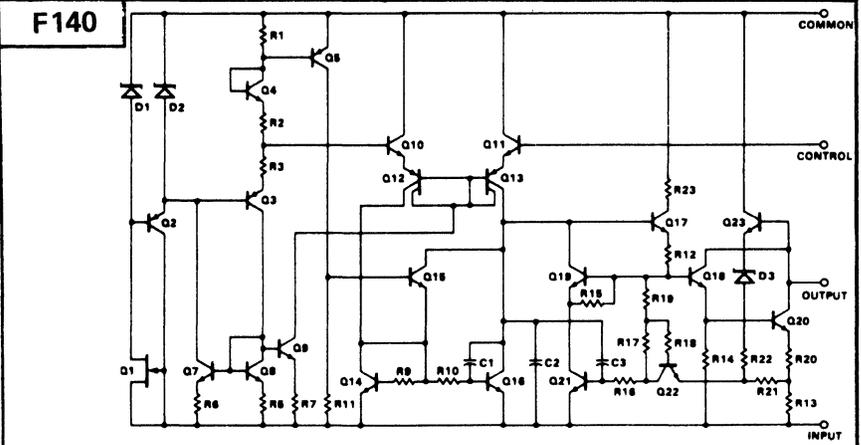 F140
COMMON
R1
Q5
D1 D2
Q4
R2
Q10 Q11
CONTROL
R3
Q12 Q13
R23
Q3
Q2
Q17 Q23
R12
Q15 Q19 Q18 D3
OUTPUT
R15 R19
Q20
Q9
R17 R18
C1 C2 C3
R14 R22 R20
Q1 Q7 Q8
Q14 R9 R10 Q16 Q21 R16 Q22 R21
R6 R7 R11
R13
INPUT